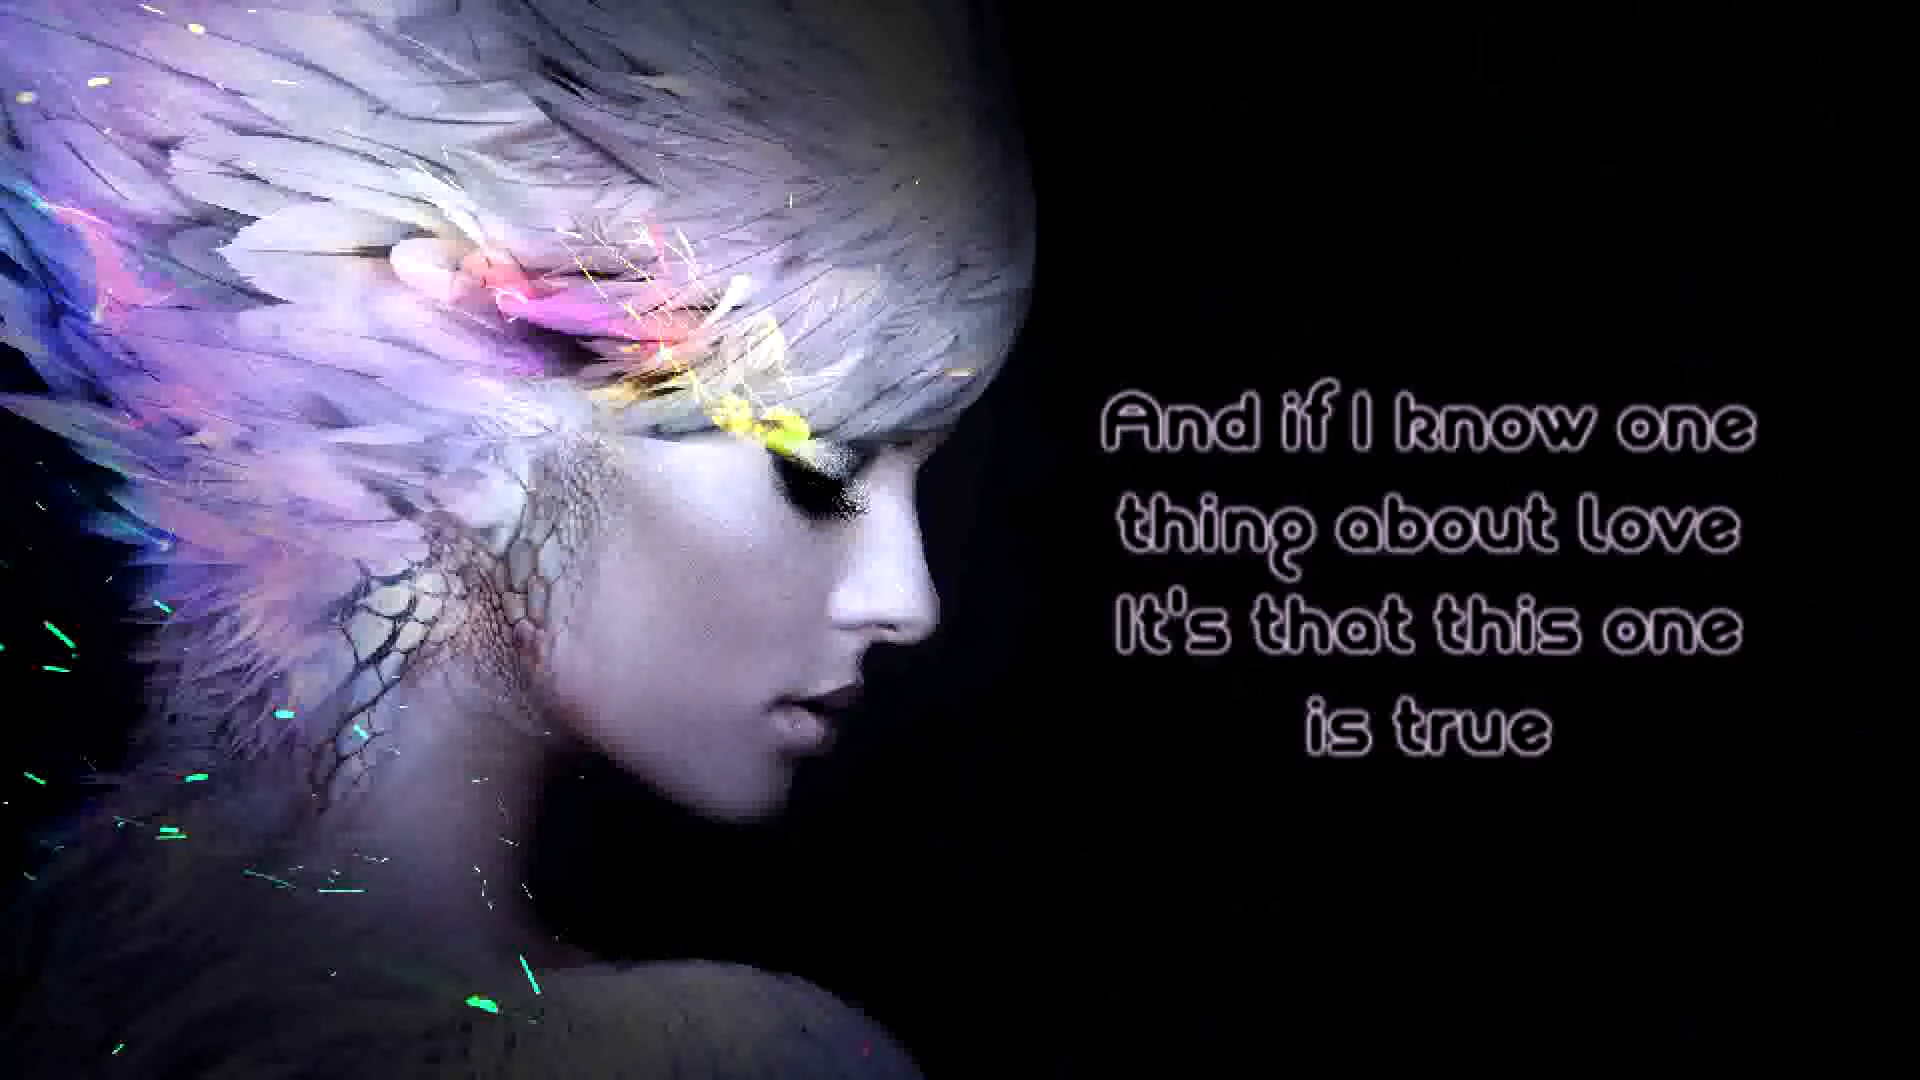 And if I know one
thing about love
It's that this one
is true